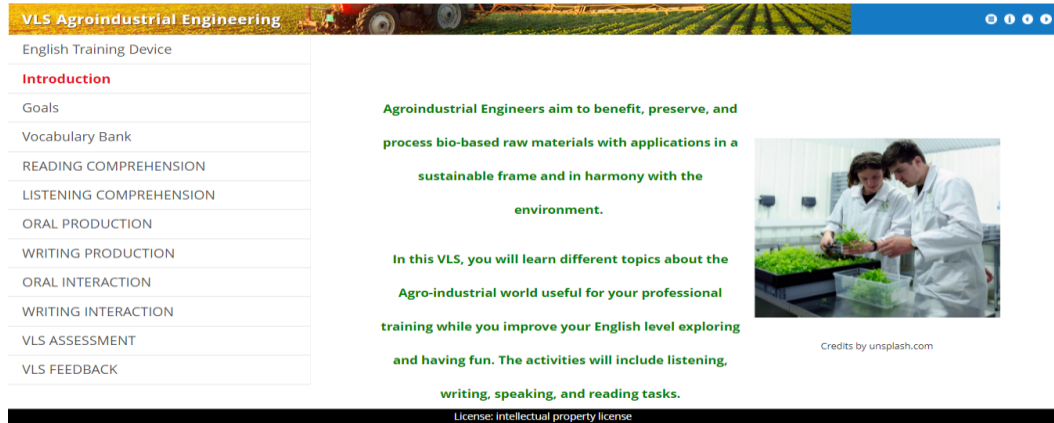 VLS Agroindustrial Engineering
English Training Device
Introduction
Goals
Vocabulary Bank
READING COMPREHENSION
LISTENING COMPREHENSION
ORAL PRODUCTION
WRITING PRODUCTION
ORAL INTERACTION
WRITING INTERACTION
VLS ASSESSMENT
VLS FEEDBACK
Agroindustrial Engineers aim to benefit, preserve, and
process bio-based raw materials with applications in a
sustainable frame and in harmony with the
environment.
In this VLS, you will learn different topics about the
Agro-industrial world useful for your professional
training while you improve your English level exploring
and having fun. The activities will include listening,
writing, speaking, and reading tasks.
Credits by unsplash.com
License: intellectual property license